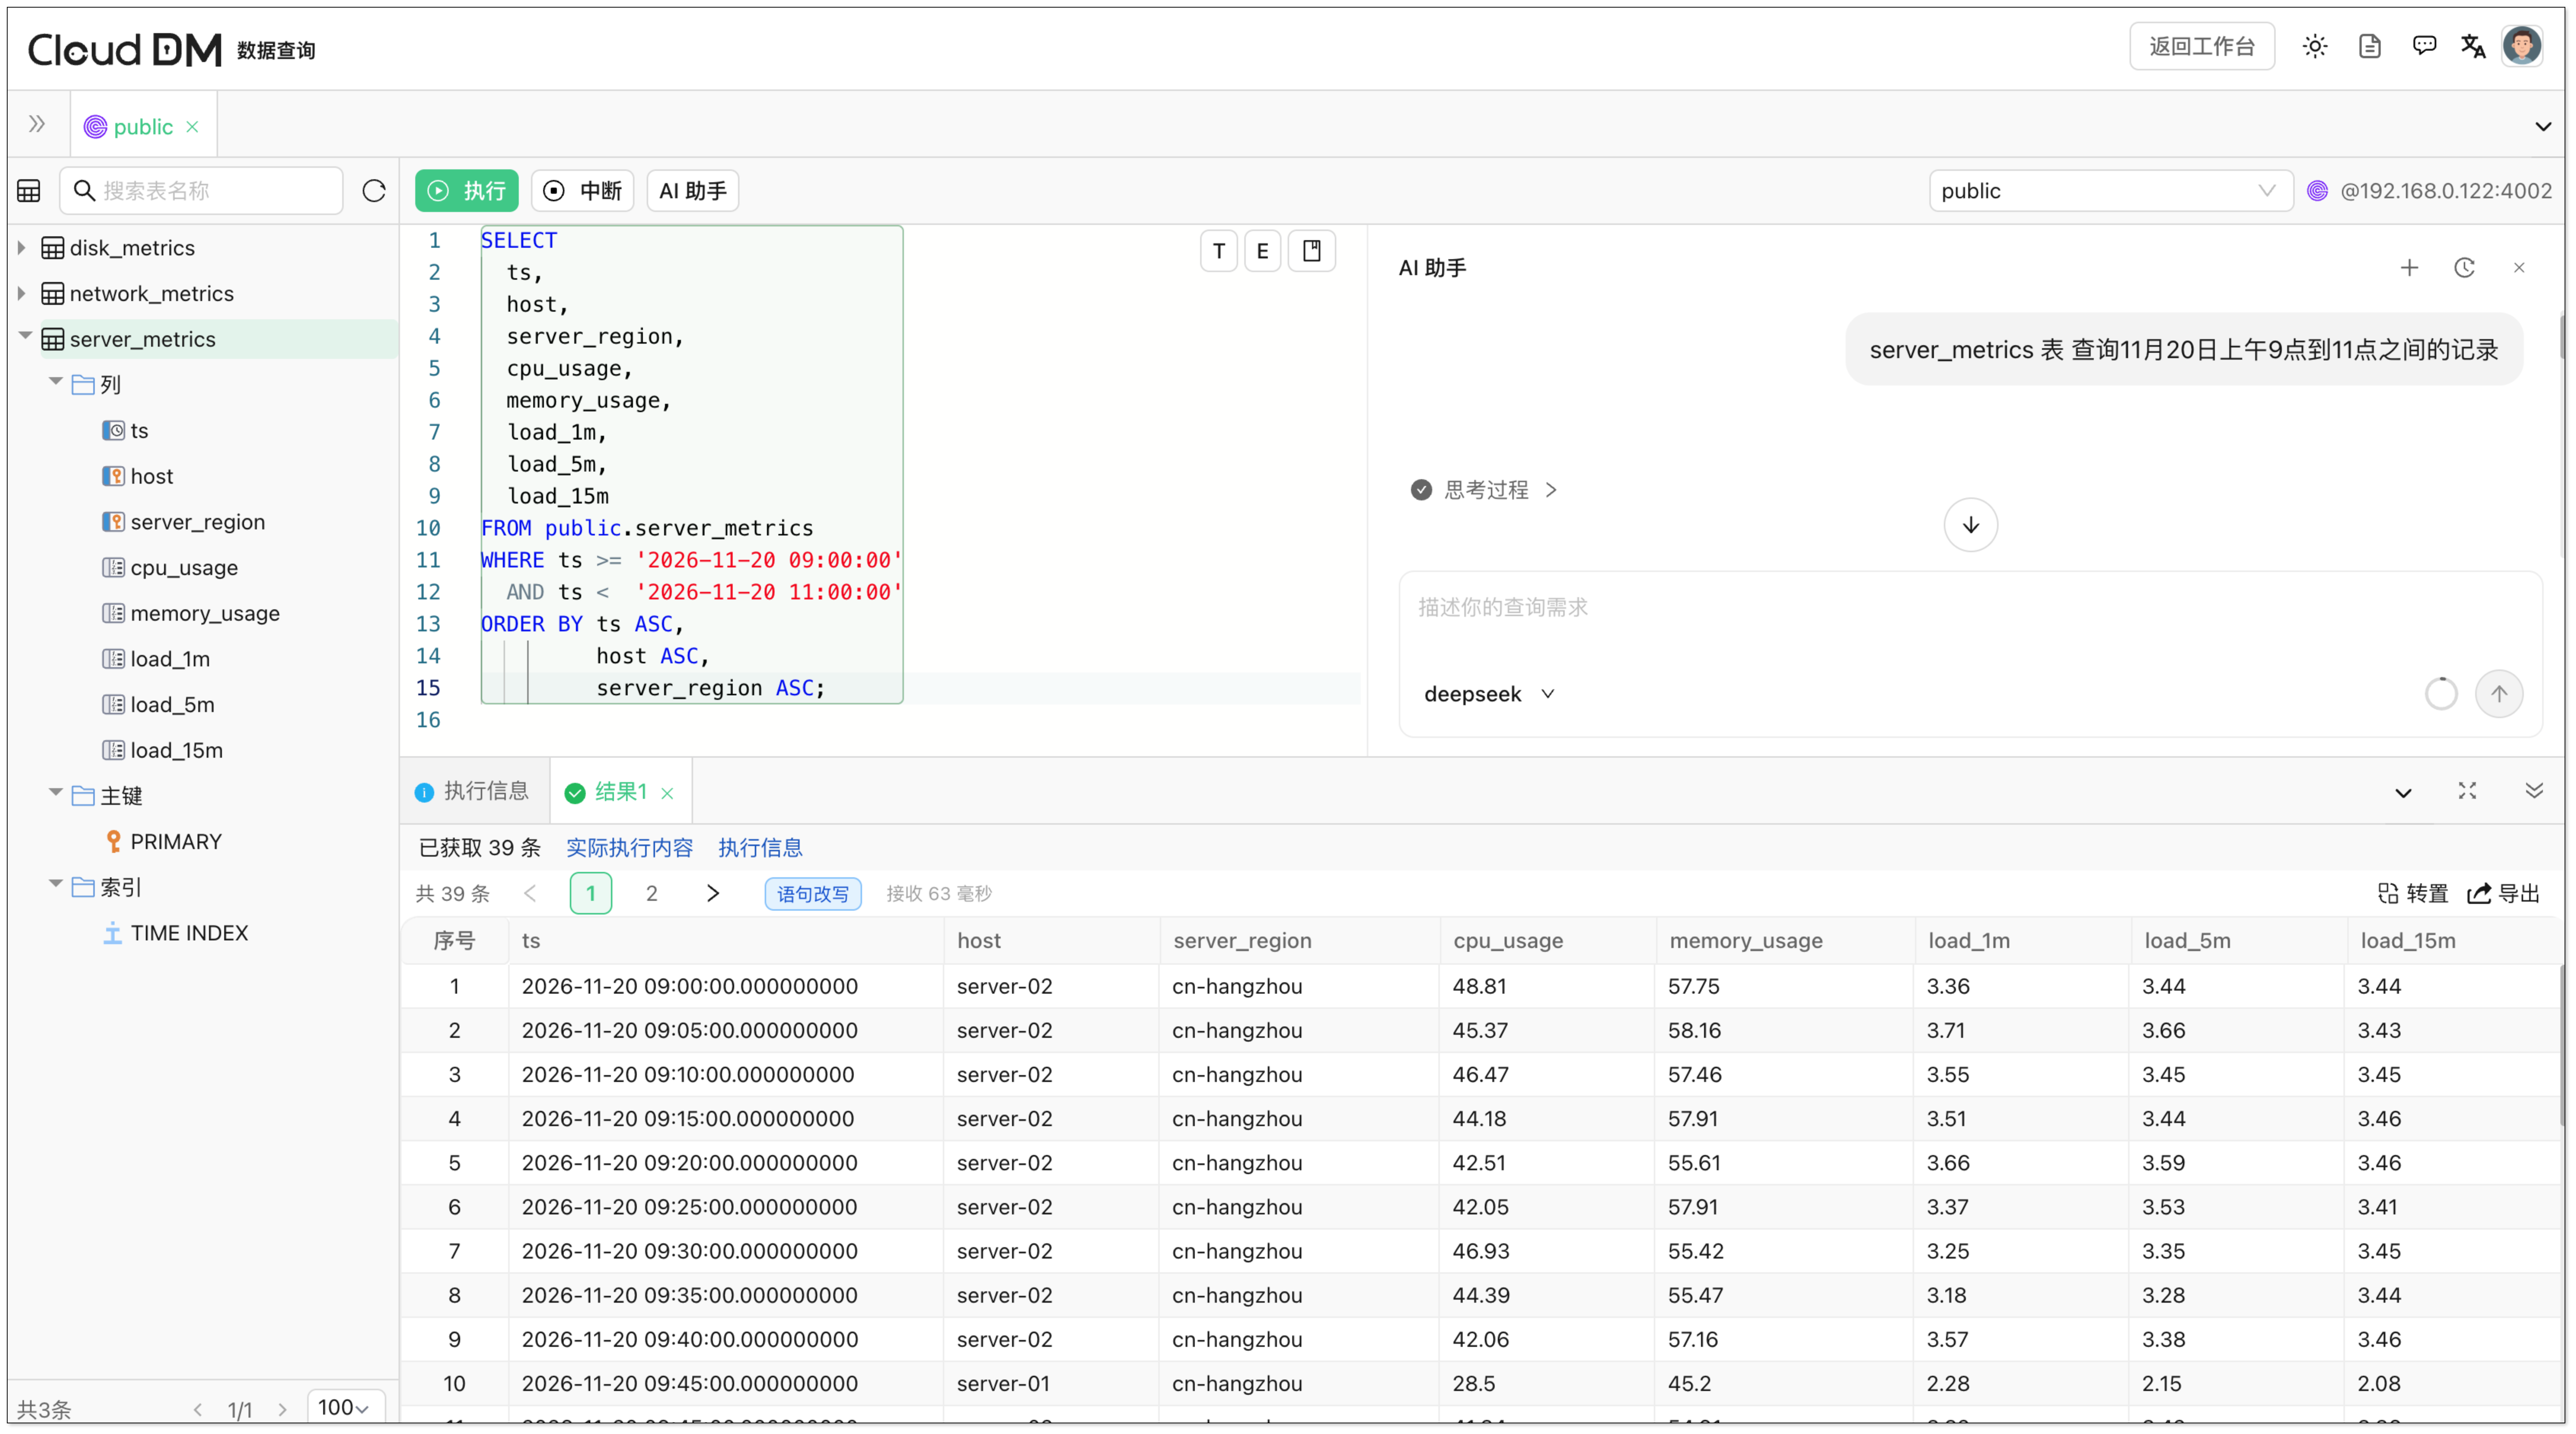 Cloud DM 数据查询
返回工作台
public
搜索表名称
执行
中断
AI 助手
public
@192.168.0.122:4002
disk_metrics
network_metrics
server_metrics
列
ts
host
server_region
cpu_usage
memory_usage
load_1m
load_5m
load_15m
主键
PRIMARY
索引
TIME INDEX
共3条
1/1
100
1 SELECT
2 ts,
3 host,
4 server_region,
5 cpu_usage,
6 memory_usage,
7 load_1m,
8 load_5m,
9 load_15m
10 FROM public.server_metrics
11 WHERE ts >= '2026-11-20 09:00:00'
12 AND ts < '2026-11-20 11:00:00'
13 ORDER BY ts ASC,
14 host ASC,
15 server_region ASC;
16
T E
AI 助手
server_metrics 表 查询11月20日上午9点到11点之间的记录
思考过程
描述你的查询需求
deepseek
执行信息
结果1
已获取 39 条 实际执行内容 执行信息
共 39 条 1 2 语句改写 接收 63 毫秒
转置 导出
序号 ts host server_region cpu_usage memory_usage load_1m load_5m load_15m
1 2026-11-20 09:00:00.000000000 server-02 cn-hangzhou 48.81 57.75 3.36 3.44 3.44
2 2026-11-20 09:05:00.000000000 server-02 cn-hangzhou 45.37 58.16 3.71 3.66 3.43
3 2026-11-20 09:10:00.000000000 server-02 cn-hangzhou 46.47 57.46 3.55 3.45 3.45
4 2026-11-20 09:15:00.000000000 server-02 cn-hangzhou 44.18 57.91 3.51 3.44 3.46
5 2026-11-20 09:20:00.000000000 server-02 cn-hangzhou 42.51 55.61 3.66 3.59 3.46
6 2026-11-20 09:25:00.000000000 server-02 cn-hangzhou 42.05 57.91 3.37 3.53 3.41
7 2026-11-20 09:30:00.000000000 server-02 cn-hangzhou 46.93 55.42 3.25 3.35 3.45
8 2026-11-20 09:35:00.000000000 server-02 cn-hangzhou 44.39 55.47 3.18 3.28 3.44
9 2026-11-20 09:40:00.000000000 server-02 cn-hangzhou 42.06 57.16 3.57 3.38 3.46
10 2026-11-20 09:45:00.000000000 server-01 cn-hangzhou 28.5 45.2 2.28 2.15 2.08